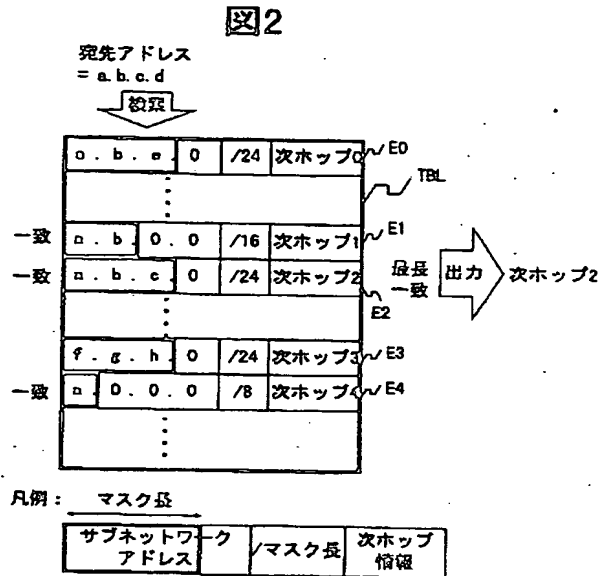 図2
宛先アドレス
= a.b.c.d
検索
a.b.e.0 /24 次ホップ0 E0
TBL
一致 a.b.0.0 /16 次ホップ1 E1
一致 a.b.c.0 /24 次ホップ2
E2
最長一致 出力 次ホップ2
f.g.h.0 /24 次ホップ3 E3
一致 a.0.0.0 /8 次ホップ4 E4
凡例: マスク長
サブネットワークアドレス /マスク長 次ホップ情報